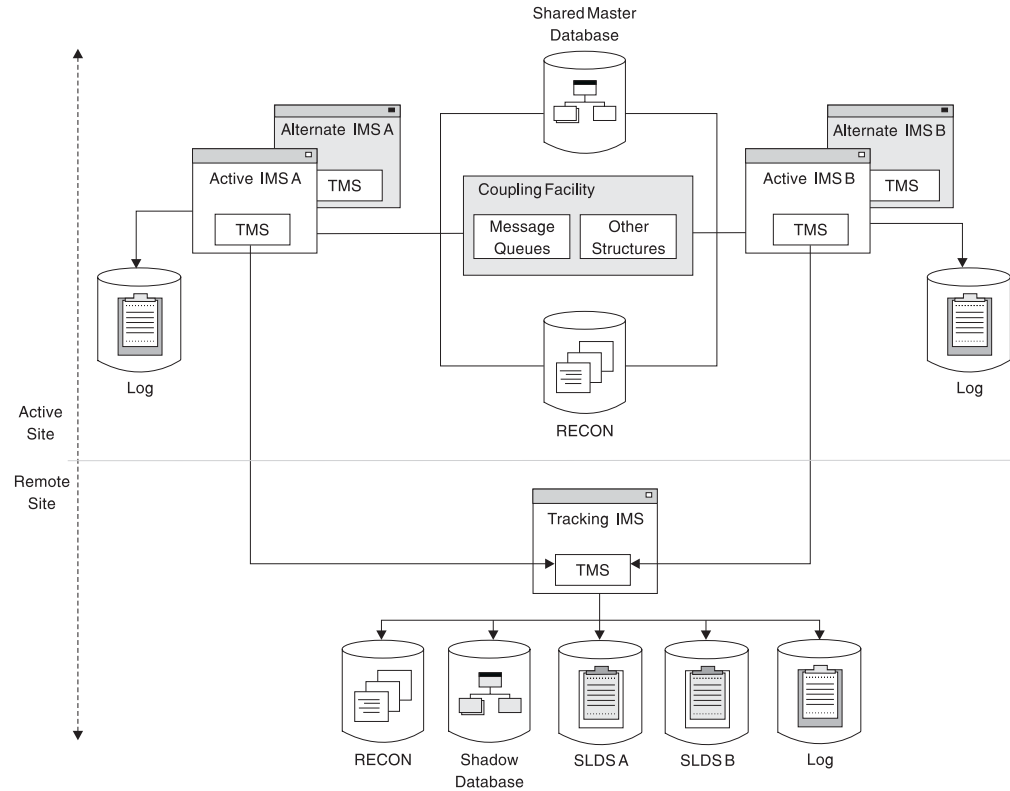 Shared Master
Database
Alternate IMS A
TMS
Active IMS A
TMS
Coupling Facility
Message
Queues
Other
Structures
Alternate IMS B
TMS
Active IMS B
TMS
Log
Log
RECON
Active
Site
Remote
Site
Tracking IMS
TMS
RECON
Shadow
Database
SLDS A
SLDS B
Log